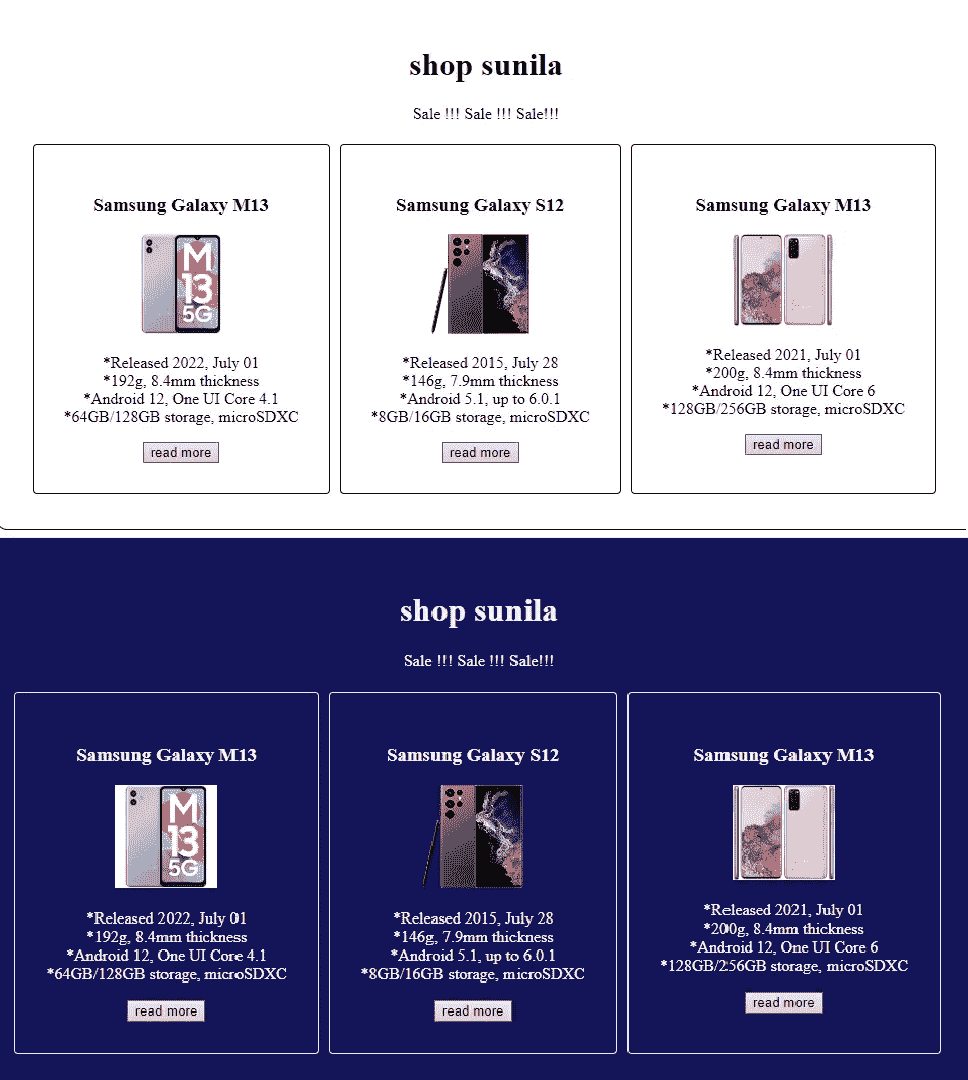 shop sunila
Sale !!! Sale !!! Sale!!!
Samsung Galaxy M13
M
13
5G
*Released 2022, July 01
*192g, 8.4mm thickness
*Android 12, One UI Core 4.1
*64GB/128GB storage, microSDXC
read more
Samsung Galaxy S12
*Released 2015, July 28
*146g, 7.9mm thickness
*Android 5.1, up to 6.0.1
*8GB/16GB storage, microSDXC
read more
Samsung Galaxy M13
*Released 2021, July 01
*200g, 8.4mm thickness
*Android 12, One UI Core 6
*128GB/256GB storage, microSDXC
read more
shop sunila
Sale !!! Sale !!! Sale!!!
Samsung Galaxy M13
M
13
5G
*Released 2022, July 01
*192g, 8.4mm thickness
*Android 12, One UI Core 4.1
*64GB/128GB storage, microSDXC
read more
Samsung Galaxy S12
*Released 2015, July 28
*146g, 7.9mm thickness
*Android 5.1, up to 6.0.1
*8GB/16GB storage, microSDXC
read more
Samsung Galaxy M13
*Released 2021, July 01
*200g, 8.4mm thickness
*Android 12, One UI Core 6
*128GB/256GB storage, microSDXC
read more